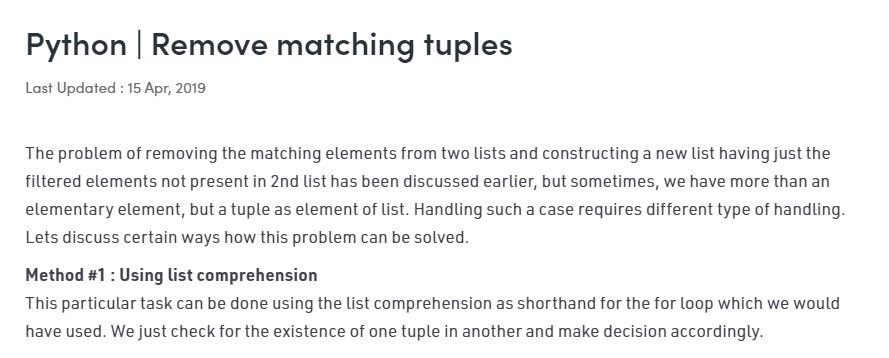 Python | Remove matching tuples
Last Updated : 15 Apr, 2019
The problem of removing the matching elements from two lists and constructing a new list having just the
filtered elements not present in 2nd list has been discussed earlier, but sometimes, we have more than an
elementary element, but a tuple as element of list. Handling such a case requires different type of handling.
Lets discuss certain ways how this problem can be solved.
Method #1 : Using list comprehension
This particular task can be done using the list comprehension as shorthand for the for loop which we would
have used. We just check for the existence of one tuple in another and make decision accordingly.